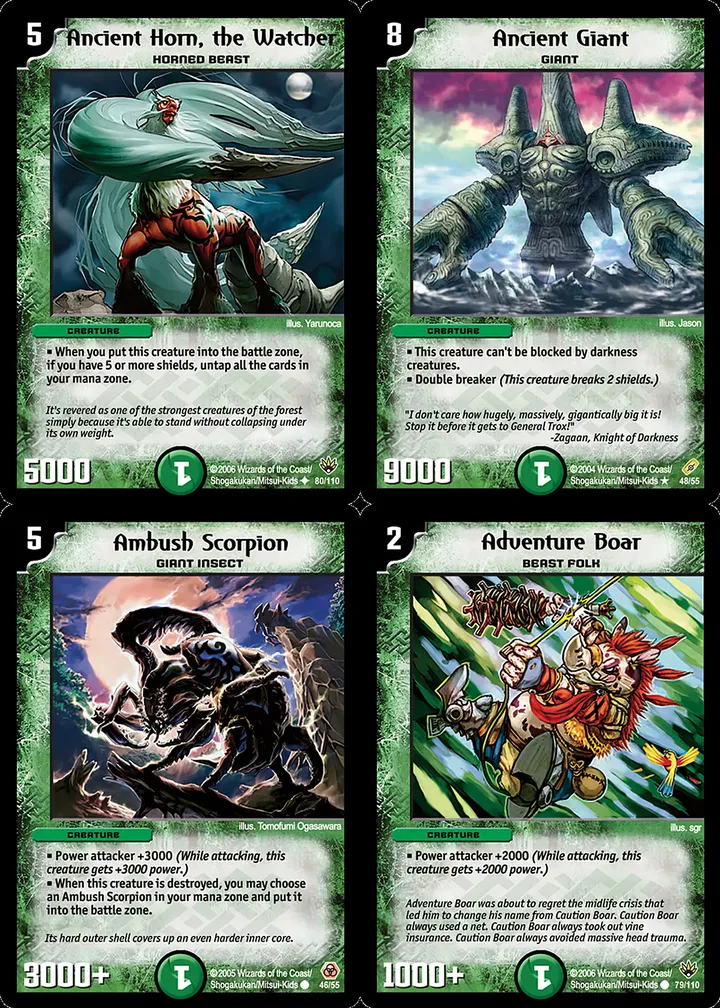 5 Ancient Horn, the Watcher
HORNED BEAST
illus. Yarunoca
CREATURE
▪ When you put this creature into the battle zone,
if you have 5 or more shields, untap all the cards in
your mana zone.
It's revered as one of the strongest creatures of the forest
simply because it's able to stand without collapsing under
its own weight.
5000 1 ©2006 Wizards of the Coast/
Shogakukan/Mitsui-Kids ✦ 80/110
8 Ancient Giant
GIANT
illus. Jason
CREATURE
▪ This creature can't be blocked by darkness
creatures.
▪ Double breaker (This creature breaks 2 shields.)
"I don't care how hugely, massively, gigantically big it is!
Stop it before it gets to General Trox!"
-Zagaan, Knight of Darkness
9000 1 ©2004 Wizards of the Coast/
Shogakukan/Mitsui-Kids ★ 48/55
5 Ambush Scorpion
GIANT INSECT
illus. Tomofumi Ogasawara
CREATURE
▪ Power attacker +3000 (While attacking, this
creature gets +3000 power.)
▪ When this creature is destroyed, you may choose
an Ambush Scorpion in your mana zone and put it
into the battle zone.
Its hard outer shell covers up an even harder inner core.
3000+ 1 ©2005 Wizards of the Coast/
Shogakukan/Mitsui-Kids ● 46/55
2 Adventure Boar
BEAST FOLK
illus. sgr
CREATURE
▪ Power attacker +2000 (While attacking, this
creature gets +2000 power.)
Adventure Boar was about to regret the midlife crisis that
led him to change his name from Caution Boar. Caution Boar
always used a net. Caution Boar always took out vine
insurance. Caution Boar always avoided massive head trauma.
1000+ 1 ©2006 Wizards of the Coast/
Shogakukan/Mitsui-Kids ● 79/110